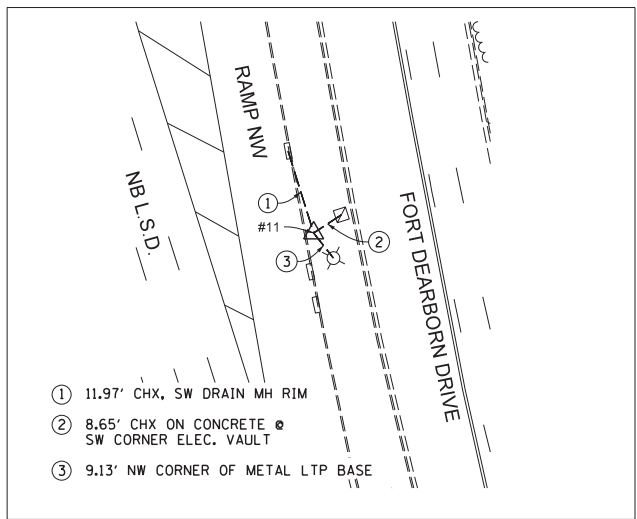 RAMP NW
NB L.S.D.
1
#11
2
3
FORT DEARBORN DRIVE
1 11.97' CHX, SW DRAIN MH RIM
2 8.65' CHX ON CONCRETE @
SW CORNER ELEC. VAULT
3 9.13' NW CORNER OF METAL LTP BASE